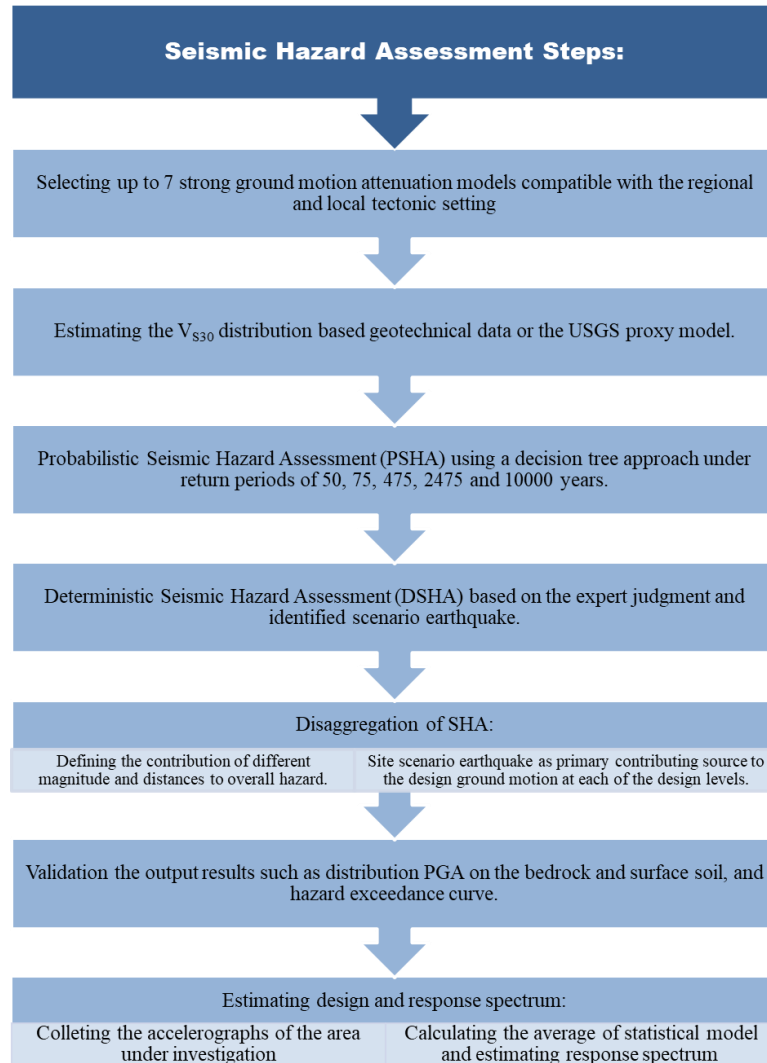 Seismic Hazard Assessment Steps:
Selecting up to 7 strong ground motion attenuation models compatible with the regional
and local tectonic setting
Estimating the VS30 distribution based geotechnical data or the USGS proxy model.
Probabilistic Seismic Hazard Assessment (PSHA) using a decision tree approach under
return periods of 50, 75, 475, 2475 and 10000 years.
Deterministic Seismic Hazard Assessment (DSHA) based on the expert judgment and
identified scenario earthquake.
Disaggregation of SHA:
Defining the contribution of different
magnitude and distances to overall hazard.
Site scenario earthquake as primary contributing source to
the design ground motion at each of the design levels.
Validation the output results such as distribution PGA on the bedrock and surface soil, and
hazard exceedance curve.
Estimating design and response spectrum:
Colleting the accelerographs of the area
under investigation
Calculating the average of statistical model
and estimating response spectrum